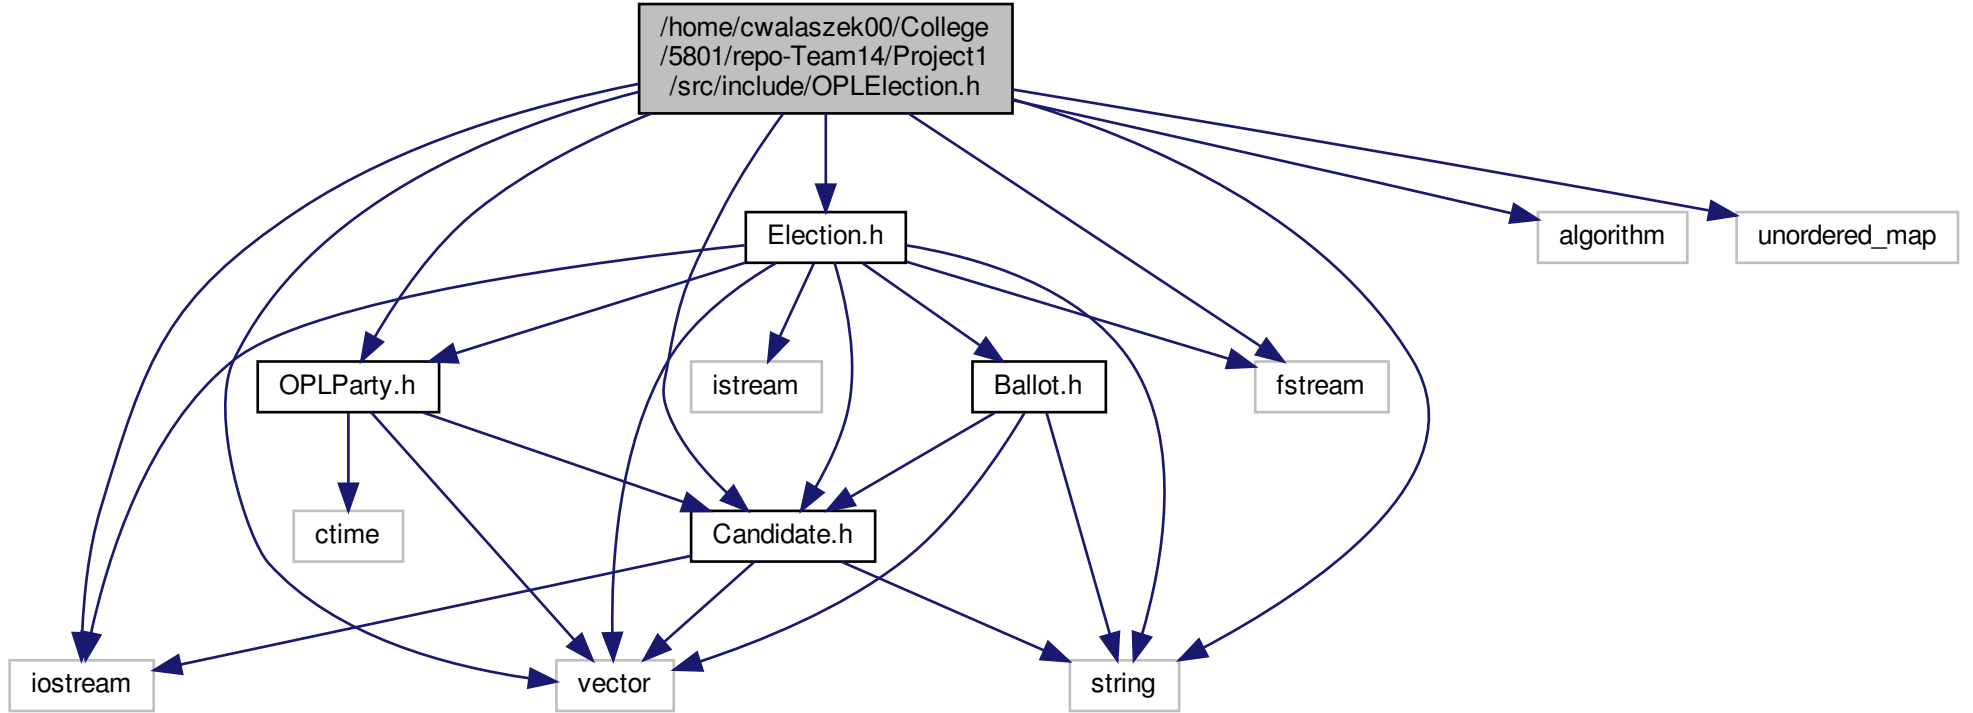 /home/cwalaszek00/College
/5801/repo-Team14/Project1
/src/include/OPLElection.h
Election.h
algorithm
unordered_map
OPLParty.h
istream
Ballot.h
fstream
ctime
Candidate.h
iostream
vector
string